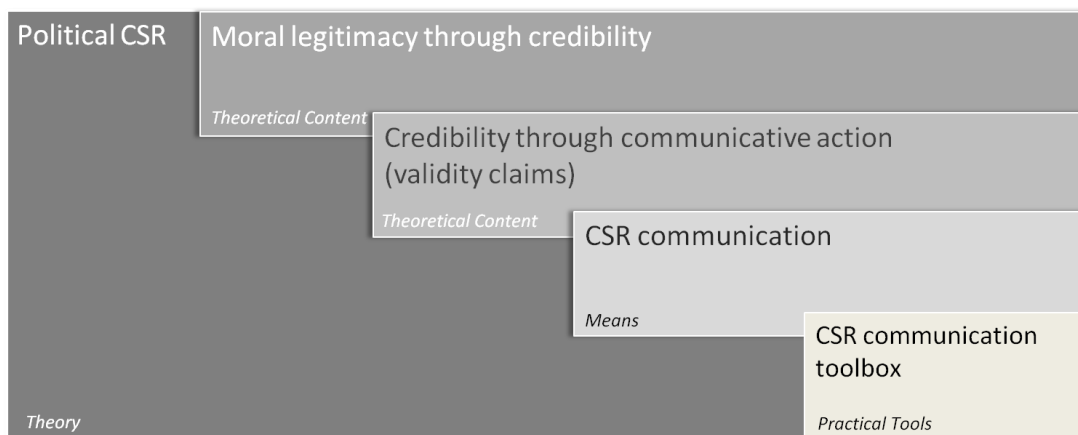 Political CSR
Moral legitimacy through credibility
Theoretical Content
Credibility through communicative action
(validity claims)
Theoretical Content
CSR communication
Means
CSR communication
toolbox
Theory
Practical Tools